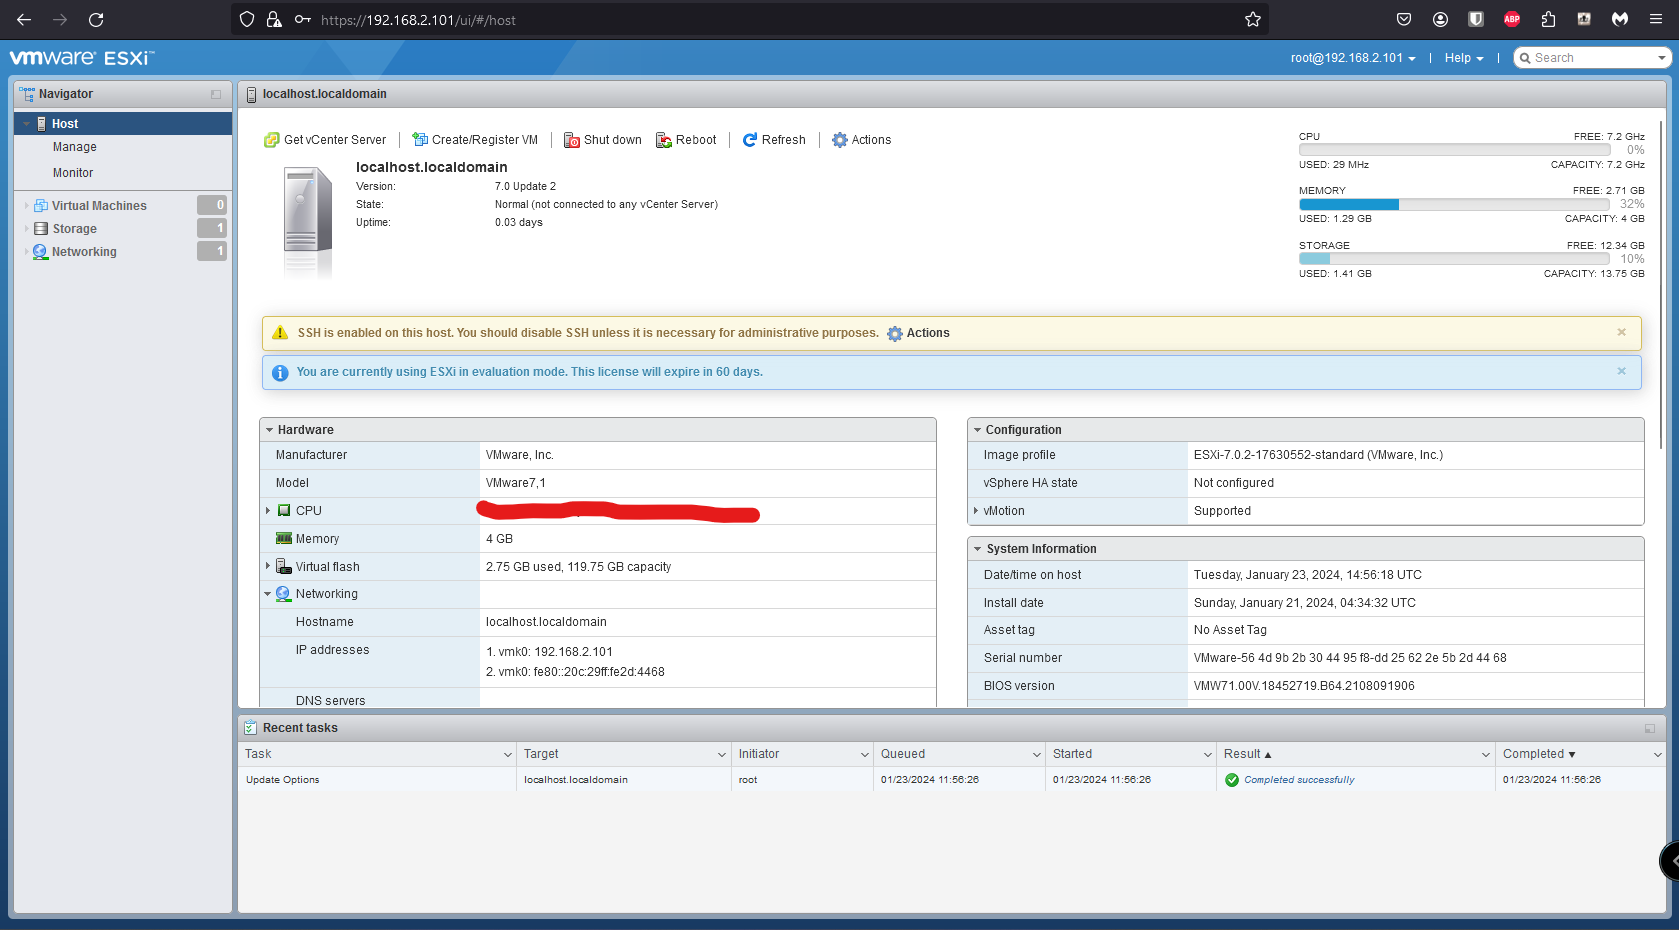 https://192.168.2.101/ui/#/host
ABP
vmware ESXi™
root@192.168.2.101 | Help | Search
Navigator
Host
Manage
Monitor
Virtual Machines 0
Storage 1
Networking 1
localhost.localdomain
Get vCenter Server | Create/Register VM | Shut down Reboot | Refresh | Actions
localhost.localdomain
Version: 7.0 Update 2
State: Normal (not connected to any vCenter Server)
Uptime: 0.03 days
CPU FREE: 7.2 GHz
0%
USED: 29 MHz CAPACITY: 7.2 GHz
MEMORY FREE: 2.71 GB
32%
USED: 1.29 GB CAPACITY: 4 GB
STORAGE FREE: 12.34 GB
10%
USED: 1.41 GB CAPACITY: 13.75 GB
SSH is enabled on this host. You should disable SSH unless it is necessary for administrative purposes. Actions
You are currently using ESXi in evaluation mode. This license will expire in 60 days.
Hardware
Manufacturer VMware, Inc.
Model VMware7,1
CPU
Memory 4 GB
Virtual flash 2.75 GB used, 119.75 GB capacity
Networking
Hostname localhost.localdomain
IP addresses 1. vmk0: 192.168.2.101
2. vmk0: fe80::20c:29ff:fe2d:4468
DNS servers
Configuration
Image profile ESXi-7.0.2-17630552-standard (VMware, Inc.)
vSphere HA state Not configured
vMotion Supported
System Information
Date/time on host Tuesday, January 23, 2024, 14:56:18 UTC
Install date Sunday, January 21, 2024, 04:34:32 UTC
Asset tag No Asset Tag
Serial number VMware-56 4d 9b 2b 30 44 95 f8-dd 25 62 2e 5b 2d 44 68
BIOS version VMW71.00V.18452719.B64.2108091906
Recent tasks
Task Target Initiator Queued Started Result Completed
Update Options localhost.localdomain root 01/23/2024 11:56:26 01/23/2024 11:56:26 Completed successfully 01/23/2024 11:56:26